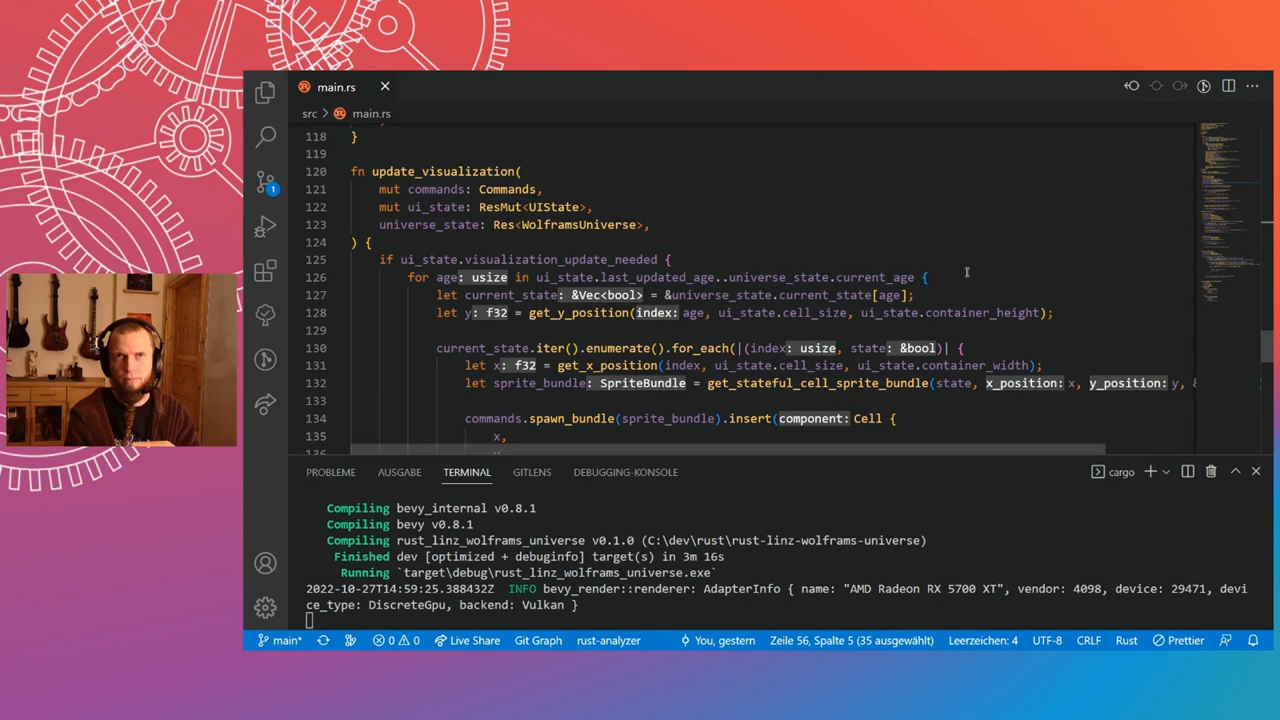 main.rs
src > main.rs
118 }
119
120 fn update_visualization(
121 mut commands: Commands,
122 mut ui_state: ResMut<UIState>,
123 universe_state: Res<WolframsUniverse>,
124 ) {
125 if ui_state.visualization_update_needed {
126 for age: usize in ui_state.last_updated_age..universe_state.current_age {
127 let current_state: &Vec<bool> = &universe_state.current_state[age];
128 let y: f32 = get_y_position(index: age, ui_state.cell_size, ui_state.container_height);
129
130 current_state.iter().enumerate().for_each(|(index: usize, state: &bool)| {
131 let x: f32 = get_x_position(index, ui_state.cell_size, ui_state.container_width);
132 let sprite_bundle: SpriteBundle = get_stateful_cell_sprite_bundle(state, x_position: x, y_position: y, &
133
134 commands.spawn_bundle(sprite_bundle).insert(component: Cell {
135 x,
PROBLEME AUSGABE TERMINAL GITLENS DEBUGGING-KONSOLE cargo
Compiling bevy_internal v0.8.1
Compiling bevy v0.8.1
Compiling rust_linz_wolframs_universe v0.1.0 (C:\dev\rust\rust-linz-wolframs-universe)
Finished dev [optimized + debuginfo] target(s) in 3m 16s
Running `target\debug\rust_linz_wolframs_universe.exe`
2022-10-27T14:59:25.388432Z INFO bevy_render::renderer: AdapterInfo { name: "AMD Radeon RX 5700 XT", vendor: 4098, device: 29471, devi
ce_type: DiscreteGpu, backend: Vulkan }
1
main* 0 0 Live Share Git Graph rust-analyzer You, gestern Zeile 56, Spalte 5 (35 ausgewählt) Leerzeichen: 4 UTF-8 CRLF Rust Prettier